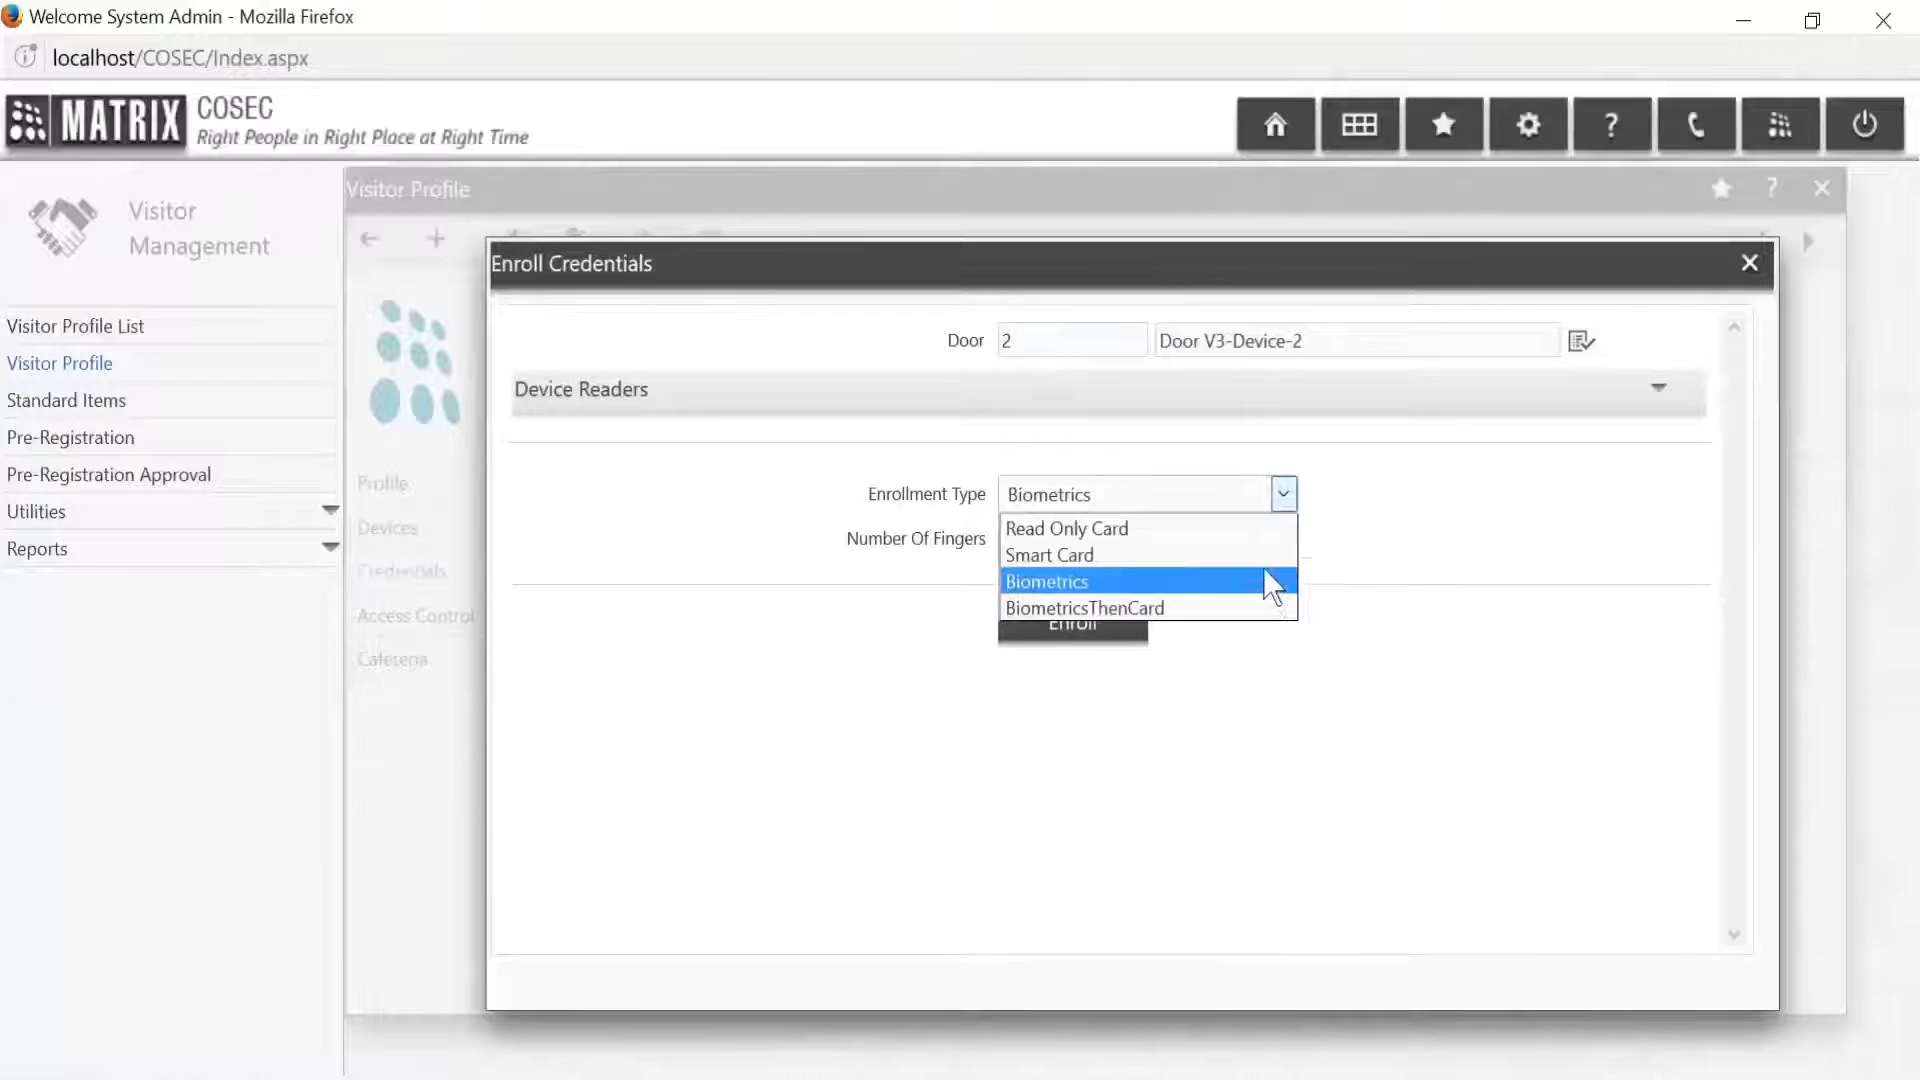 Welcome System Admin - Mozilla Firefox
localhost/COSEC/Index.aspx
MATRIX
COSEC
Right People in Right Place at Right Time
Visitor
Management
Visitor Profile List
Visitor Profile
Standard Items
Pre-Registration
Pre-Registration Approval
Utilities
Reports
Visitor Profile
Profile
Devices
Credentials
Access Control
Cafeteria
Enroll Credentials
Door 2 Door V3-Device-2
Device Readers
Enrollment Type Biometrics
Number Of Fingers
Read Only Card
Smart Card
Biometrics
BiometricsThenCard
Enroll